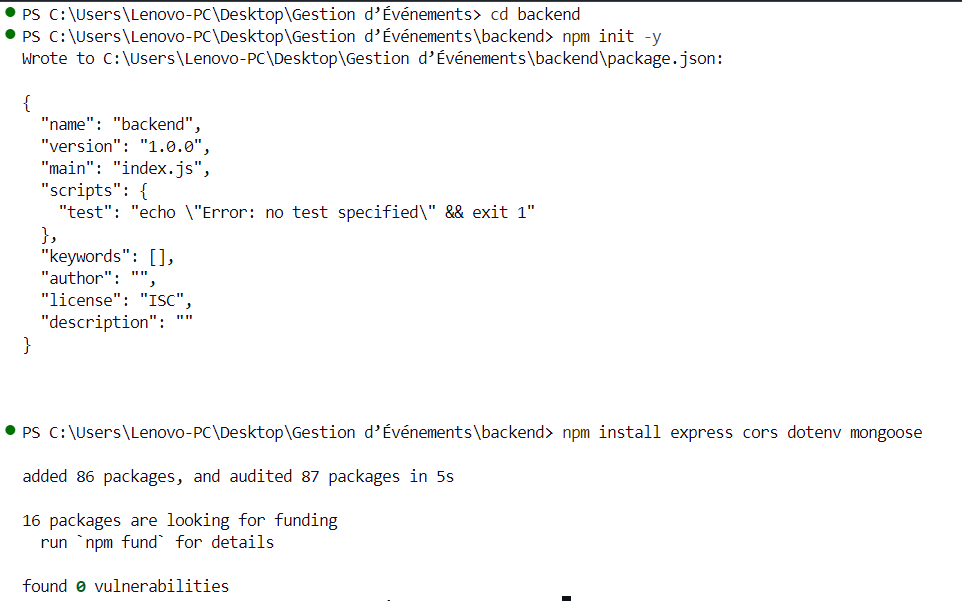 PS C:\Users\Lenovo-PC\Desktop\Gestion d’Événements> cd backend
PS C:\Users\Lenovo-PC\Desktop\Gestion d’Événements\backend> npm init -y
Wrote to C:\Users\Lenovo-PC\Desktop\Gestion d’Événements\backend\package.json:
{
  "name": "backend",
  "version": "1.0.0",
  "main": "index.js",
  "scripts": {
    "test": "echo \"Error: no test specified\" && exit 1"
  },
  "keywords": [],
  "author": "",
  "license": "ISC",
  "description": ""
}
PS C:\Users\Lenovo-PC\Desktop\Gestion d’Événements\backend> npm install express cors dotenv mongoose
added 86 packages, and audited 87 packages in 5s
16 packages are looking for funding
  run `npm fund` for details
found 0 vulnerabilities